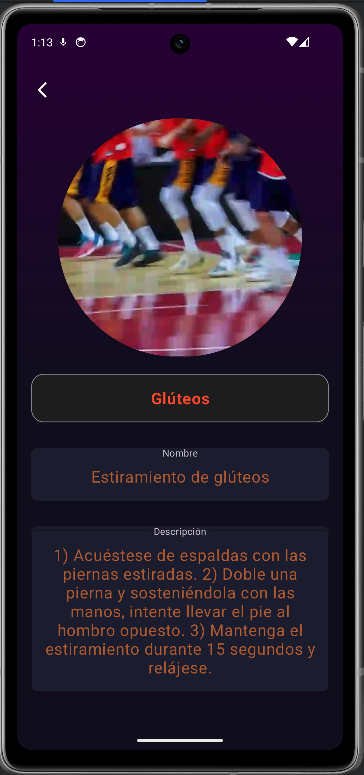 1:13
Glúteos
Nombre
Estiramiento de glúteos
Descripción
1) Acuéstese de espaldas con las
piernas estiradas. 2) Doble una
pierna y sosteniéndola con las
manos, intente llevar el pie al
hombro opuesto. 3) Mantenga el
estiramiento durante 15 segundos y
relájese.